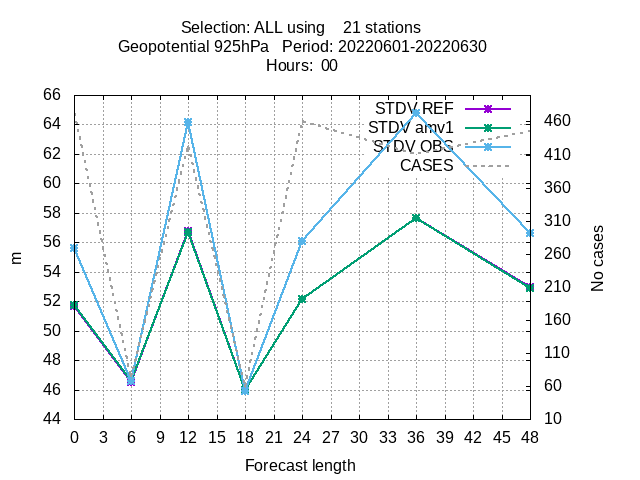 Selection: ALL using    21 stations
Geopotential 925hPa   Period: 20220601-20220630
Hours:  00
STDV REF
STDV amv1
STDV OBS
CASES
66
64
62
60
58
56
54
52
50
48
46
44
m
460
410
360
310
260
210
160
110
60
10
No cases
0 3 6 9 12 15 18 21 24 27 30 33 36 39 42 45 48
Forecast length